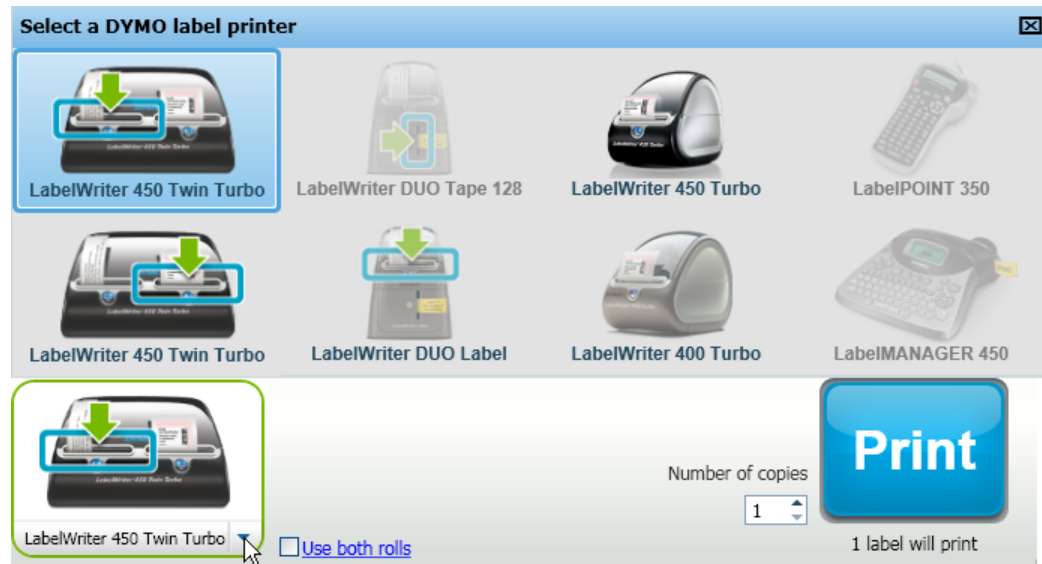 Select a DYMO label printer
LabelWriter 450 Twin Turbo
LabelWriter DUO Tape 128
LabelWriter 450 Turbo
LabelPOINT 350
LabelWriter 450 Twin Turbo
LabelWriter DUO Label
LabelWriter 400 Turbo
LabelMANAGER 450
LabelWriter 450 Twin Turbo
Use both rolls
Number of copies
1
Print
1 label will print